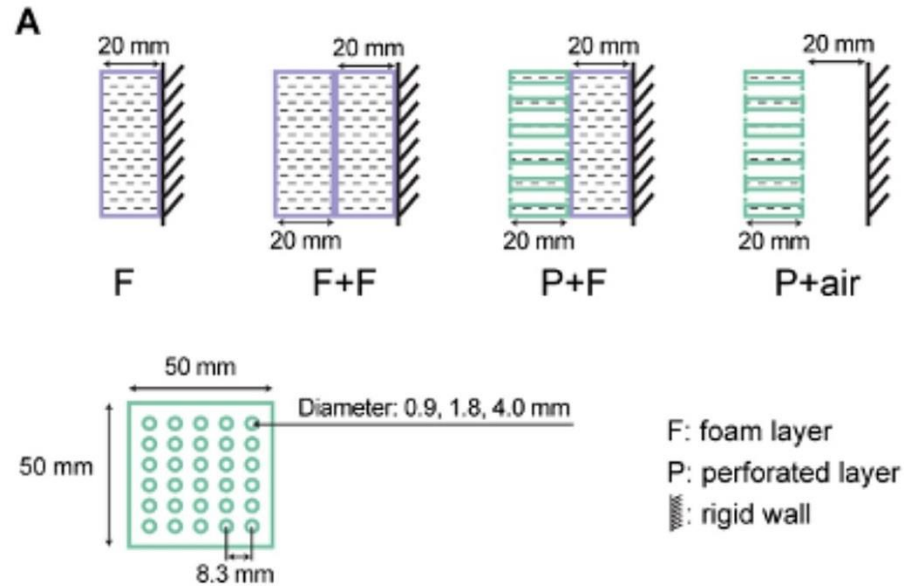 A
20 mm
20 mm
20 mm
20 mm
20 mm
20 mm
20 mm
F
F+F
P+F
P+air
50 mm
50 mm
Diameter: 0.9, 1.8, 4.0 mm
8.3 mm
F: foam layer
P: perforated layer
: rigid wall